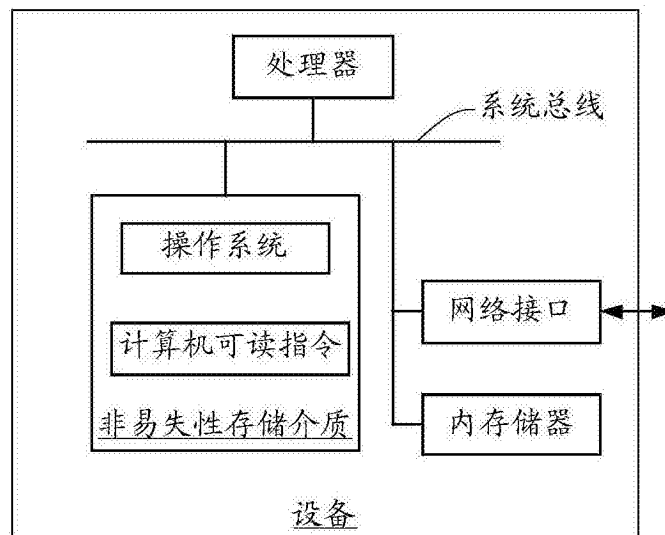 处理器
系统总线
操作系统
计算机可读指令
非易失性存储介质
网络接口
内存储器
设备